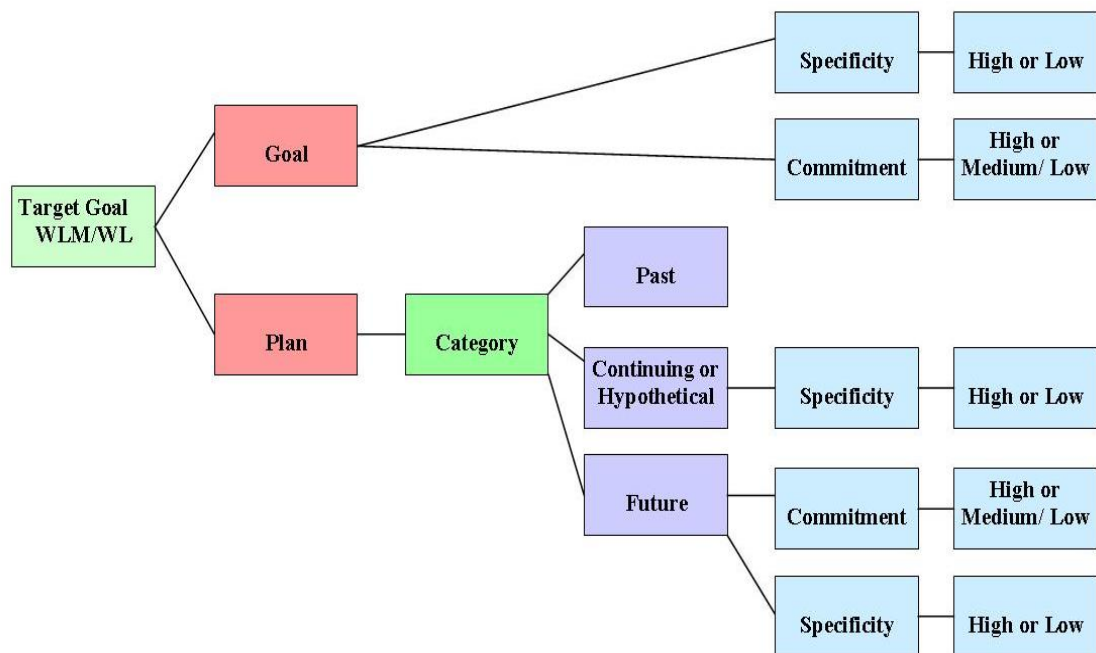 Specificity
High or Low
Goal
Commitment
High or
Medium/ Low
Target Goal
WLM/WL
Past
Plan
Category
Continuing or
Hypothetical
Specificity
High or Low
Future
Commitment
High or
Medium/ Low
Specificity
High or Low